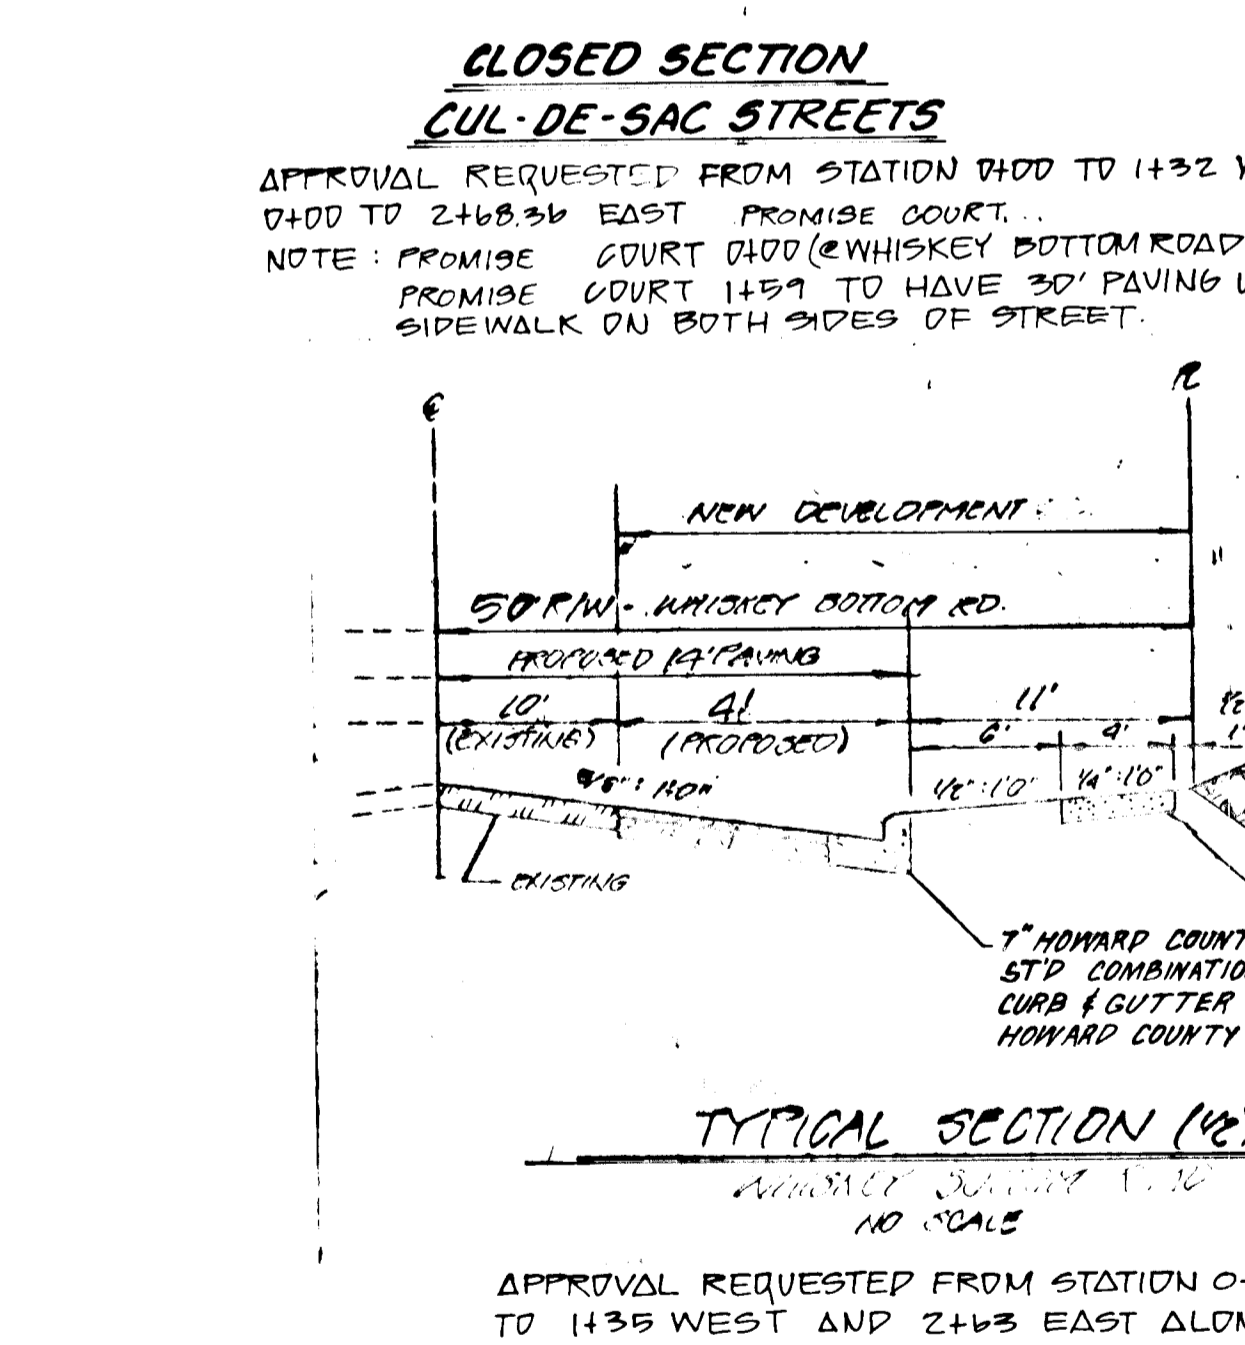 CLOSED SECTION
CUL-DE-SAC STREETS
APPROVAL REQUESTED FROM STATION 0+00 TO 1+32
0+00 TO 2+68.36 EAST PROMISE COURT...
NOTE : PROMISE COURT 0+00 (@ WHISKEY BOTTOM ROAD
PROMISE COURT 1+59 TO HAVE 30' PAVING
SIDEWALK ON BOTH SIDES OF STREET.
NEW DEVELOPMENT
50' R/W - WHISKEY BOTTOM RD.
PROPOSED 14' PAVING
10' 4' 11'
(EXISTING) (PROPOSED) 6' 4'
1/2":1'0" 1/4":1'0"
EXISTING
7" HOWARD COUNT
ST'D COMBINATIO
CURB & GUTTER
HOWARD COUNTY
TYPICAL SECTION (1/2)
WHISKEY BOTTOM
NO SCALE
APPROVAL REQUESTED FROM STATION 0
TO 1+35 WEST AND 2+63 EAST ALON